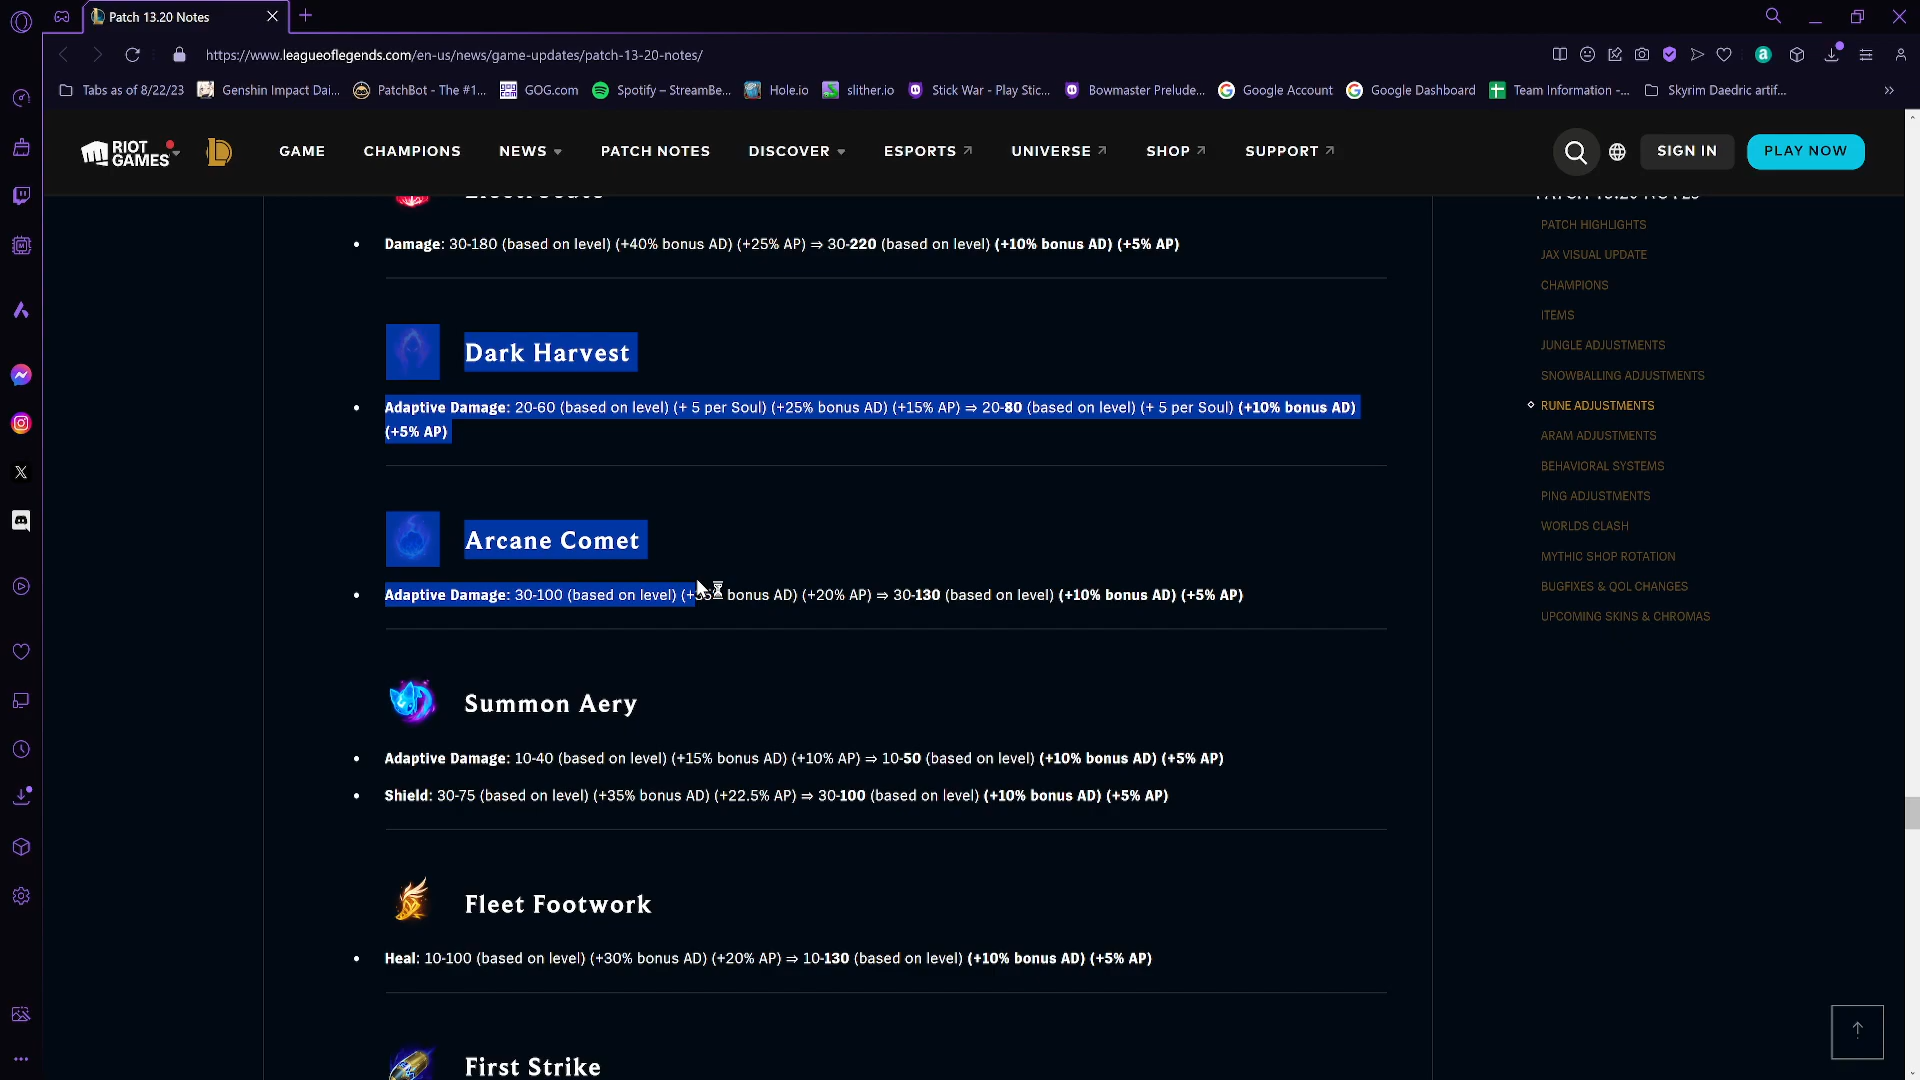 Patch 13.20 Notes
https://www.leagueoflegends.com/en-us/news/game-updates/patch-13-20-notes/
Tabs as of 8/22/23 Genshin Impact Dai... PatchBot - The #1... GOG.com Spotify – StreamBe... Hole.io slither.io Stick War - Play Stic... Bowmaster Prelude... Google Account Google Dashboard Team Information -... Skyrim Daedric artif... »
RIOT GAMES GAME CHAMPIONS NEWS PATCH NOTES DISCOVER ESPORTS UNIVERSE SHOP SUPPORT SIGN IN PLAY NOW
• Damage: 30-180 (based on level) (+40% bonus AD) (+25% AP) ⇒ 30-220 (based on level) (+10% bonus AD) (+5% AP)
Dark Harvest
• Adaptive Damage: 20-60 (based on level) (+ 5 per Soul) (+25% bonus AD) (+15% AP) ⇒ 20-80 (based on level) (+ 5 per Soul) (+10% bonus AD)
(+5% AP)
Arcane Comet
• Adaptive Damage: 30-100 (based on level) bonus AD) (+20% AP) ⇒ 30-130 (based on level) (+10% bonus AD) (+5% AP)
Summon Aery
• Adaptive Damage: 10-40 (based on level) (+15% bonus AD) (+10% AP) ⇒ 10-50 (based on level) (+10% bonus AD) (+5% AP)
• Shield: 30-75 (based on level) (+35% bonus AD) (+22.5% AP) ⇒ 30-100 (based on level) (+10% bonus AD) (+5% AP)
Fleet Footwork
• Heal: 10-100 (based on level) (+30% bonus AD) (+20% AP) ⇒ 10-130 (based on level) (+10% bonus AD) (+5% AP)
First Strike
PATCH 13.20 NOTES
PATCH HIGHLIGHTS
JAX VISUAL UPDATE
CHAMPIONS
ITEMS
JUNGLE ADJUSTMENTS
SNOWBALLING ADJUSTMENTS
RUNE ADJUSTMENTS
ARAM ADJUSTMENTS
BEHAVIORAL SYSTEMS
PING ADJUSTMENTS
WORLDS CLASH
MYTHIC SHOP ROTATION
BUGFIXES & QOL CHANGES
UPCOMING SKINS & CHROMAS